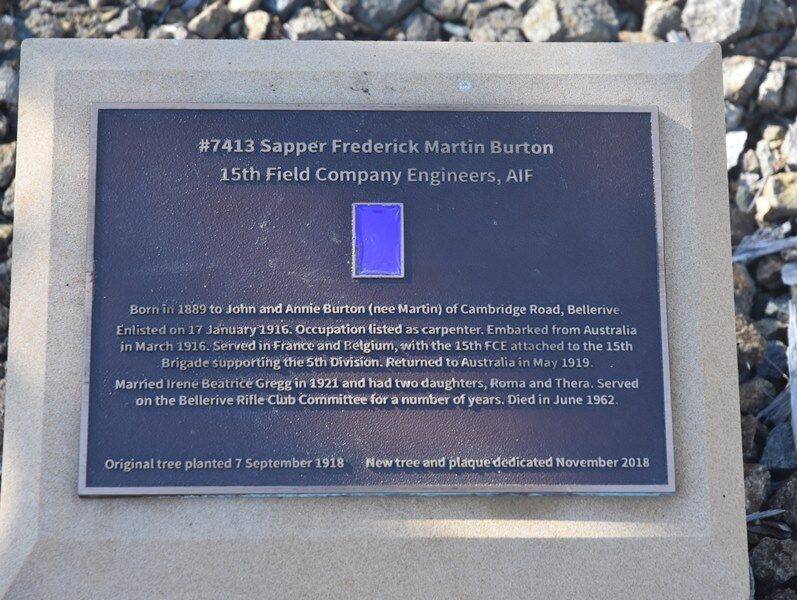 #7413 Sapper Frederick Martin Burton
15th Field Company Engineers, AIF
Born in 1889 to John and Annie Burton (nee Martin) of Cambridge Road, Bellerive.
Enlisted on 17 January 1916. Occupation listed as carpenter. Embarked from Australia
in March 1916. Served in France and Belgium, with the 15th FCE attached to the 15th
Brigade supporting the 5th Division. Returned to Australia in May 1919.
Married Irene Beatrice Gregg in 1921 and had two daughters, Roma and Thera. Served
on the Bellerive Rifle Club Committee for a number of years. Died in June 1962.
Original tree planted 7 September 1918 New tree and plaque dedicated November 2018